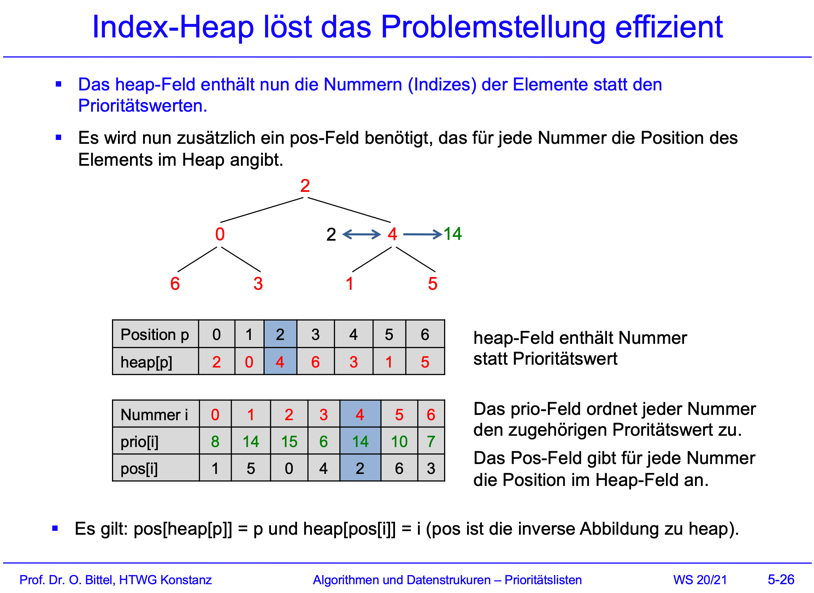 Index-Heap löst das Problemstellung effizient
▪ Das heap-Feld enthält nun die Nummern (Indizes) der Elemente statt den
Prioritätswerten.
▪ Es wird nun zusätzlich ein pos-Feld benötigt, das für jede Nummer die Position des
Elements im Heap angibt.
2
0 2 4 14
6 3 1 5
Position p 0 1 2 3 4 5 6
heap[p] 2 0 4 6 3 1 5
heap-Feld enthält Nummer
statt Prioritätswert
Nummer i 0 1 2 3 4 5 6
prio[i] 8 14 15 6 14 10 7
pos[i] 1 5 0 4 2 6 3
Das prio-Feld ordnet jeder Nummer
den zugehörigen Proritätswert zu.
Das Pos-Feld gibt für jede Nummer
die Position im Heap-Feld an.
▪ Es gilt: pos[heap[p]] = p und heap[pos[i]] = i (pos ist die inverse Abbildung zu heap).
Prof. Dr. O. Bittel, HTWG Konstanz Algorithmen und Datenstrukuren – Prioritätslisten WS 20/21 5-26